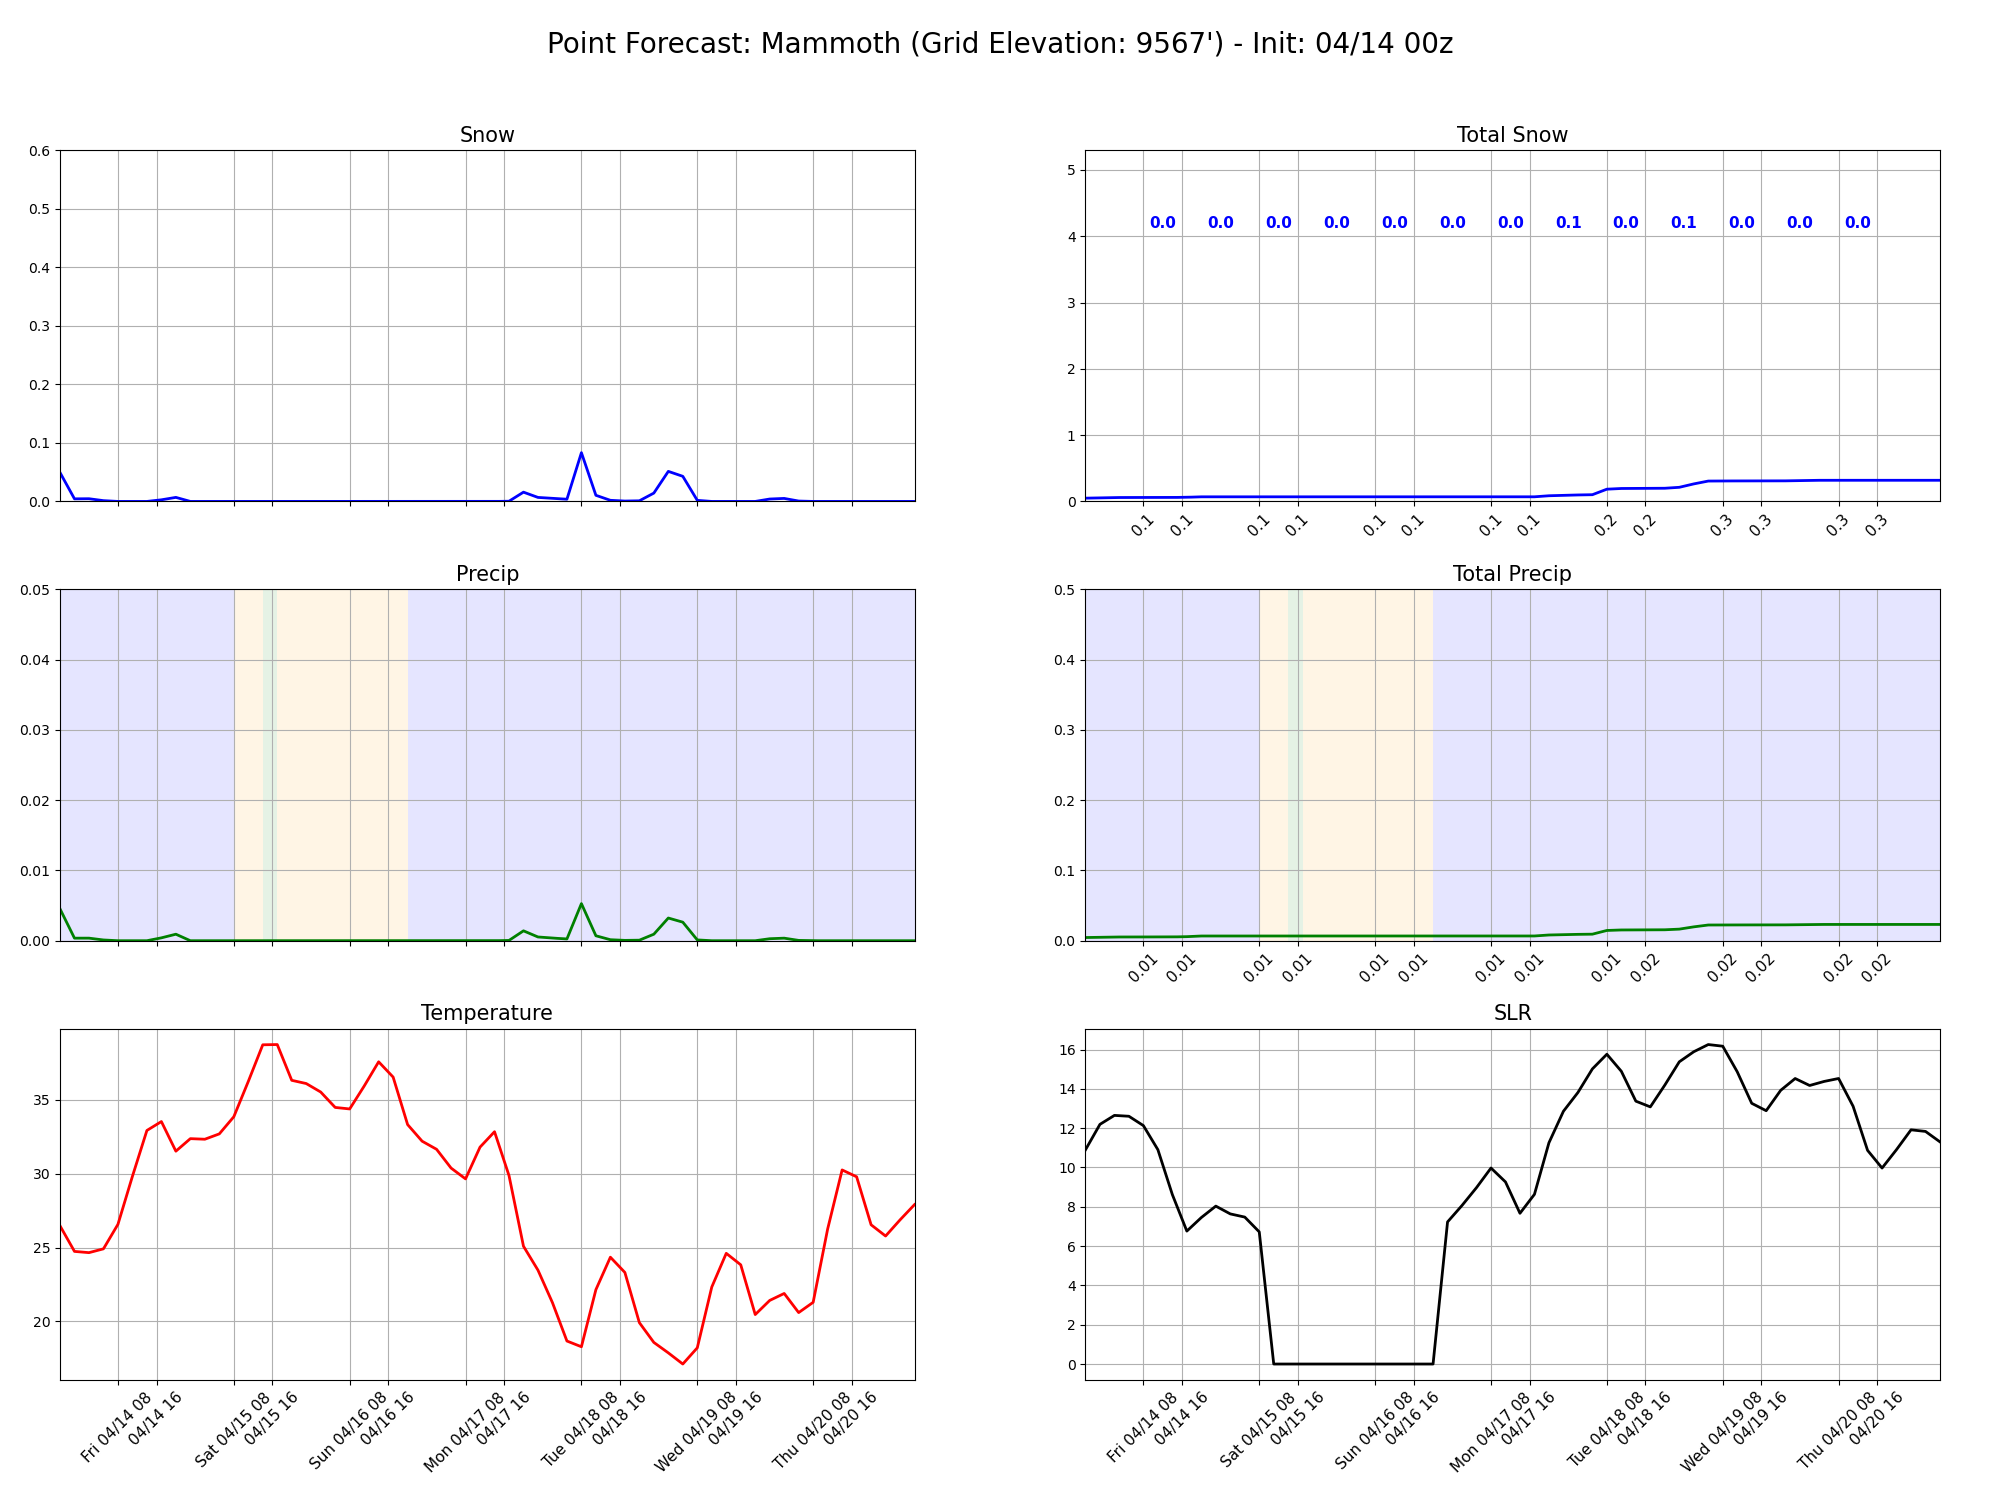 Point Forecast: Mammoth (Grid Elevation: 9567') - Init: 04/14 00z
Snow
0.6
0.5
0.4
0.3
0.2
0.1
0.0
Total Snow
5
4
3
2
1
0
0.0 0.0 0.0 0.0 0.0 0.0 0.0 0.1 0.0 0.1 0.0 0.0 0.0
0.1 0.1 0.1 0.1 0.1 0.1 0.1 0.1 0.2 0.2 0.3 0.3 0.3 0.3
Precip
0.05
0.04
0.03
0.02
0.01
0.00
Total Precip
0.5
0.4
0.3
0.2
0.1
0.0
0.01 0.01 0.01 0.01 0.01 0.01 0.01 0.01 0.01 0.02 0.02 0.02 0.02 0.02
Temperature
35
30
25
20
Fri 04/14 08
04/14 16
Sat 04/15 08
04/15 16
Sun 04/16 08
04/16 16
Mon 04/17 08
04/17 16
Tue 04/18 08
04/18 16
Wed 04/19 08
04/19 16
Thu 04/20 08
04/20 16
SLR
16
14
12
10
8
6
4
2
0
Fri 04/14 08
04/14 16
Sat 04/15 08
04/15 16
Sun 04/16 08
04/16 16
Mon 04/17 08
04/17 16
Tue 04/18 08
04/18 16
Wed 04/19 08
04/19 16
Thu 04/20 08
04/20 16